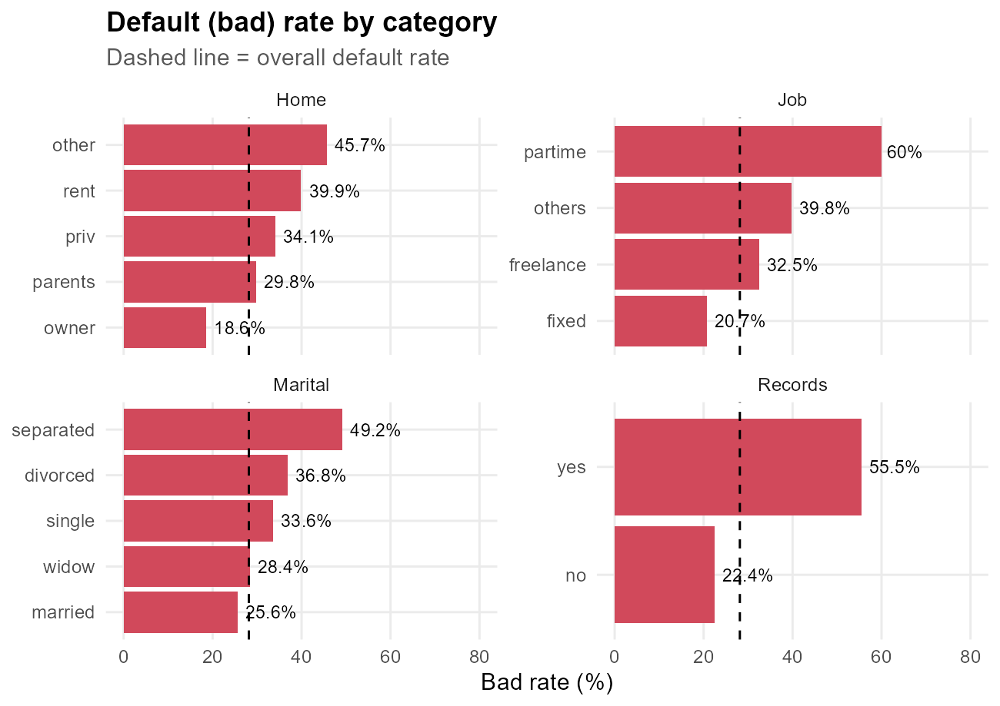 Default (bad) rate by category
Dashed line = overall default rate
Home
other 45.7%
rent 39.9%
priv 34.1%
parents 29.8%
owner 18.6%
Job
partime 60%
others 39.8%
freelance 32.5%
fixed 20.7%
Marital
separated 49.2%
divorced 36.8%
single 33.6%
widow 28.4%
married 25.6%
0 20 40 60 80
Records
yes 55.5%
no 22.4%
0 20 40 60 80
Bad rate (%)